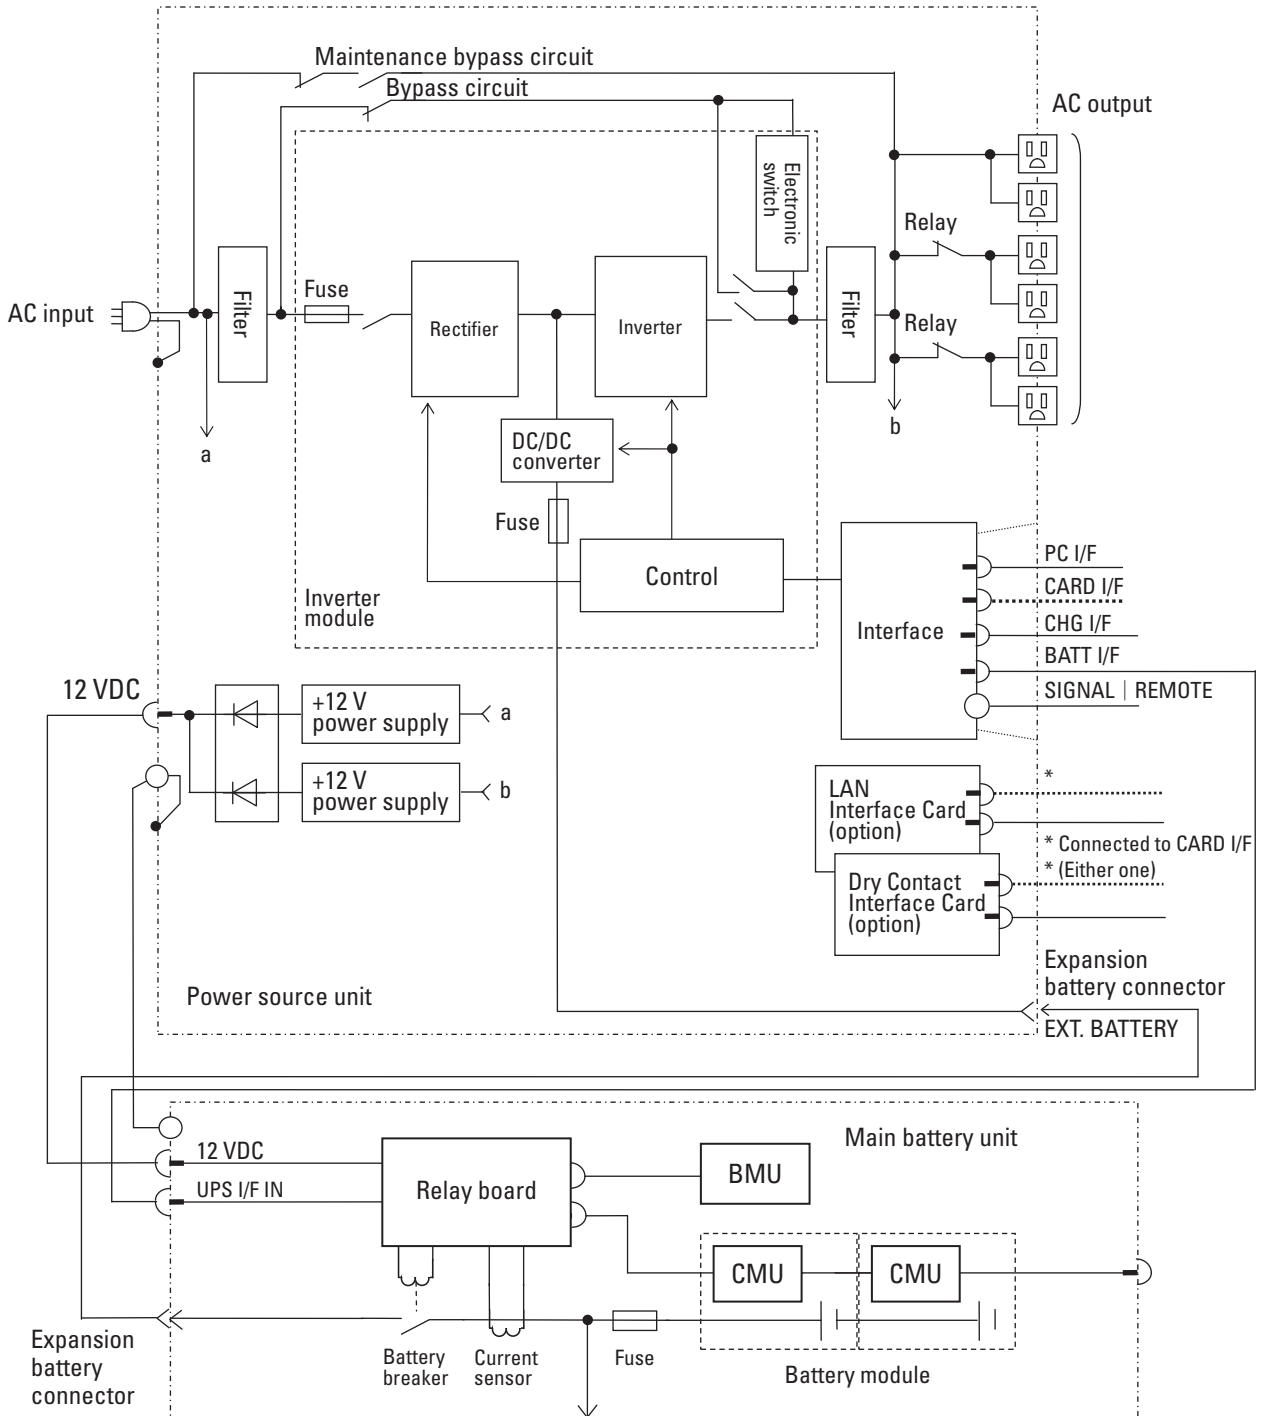 Maintenance bypass circuit
Bypass circuit
AC output
Electronic
switch
Relay
Filter
Fuse
Filter
AC input
Rectifier
Inverter
Relay
a
b
DC/DC
converter
Fuse
Control
Inverter
module
Interface
PC I/F
CARD I/F
CHG I/F
BATT I/F
SIGNAL | REMOTE
12 VDC
+12 V
power supply
a
+12 V
power supply
b
LAN
Interface Card
(option)
*
* Connected to CARD I/F
* (Either one)
Dry Contact
Interface Card
(option)
Expansion
battery connector
EXT. BATTERY
Power source unit
Main battery unit
12 VDC
UPS I/F IN
Relay board
BMU
CMU
CMU
Expansion
battery
connector
Battery
breaker
Current
sensor
Fuse
Battery module